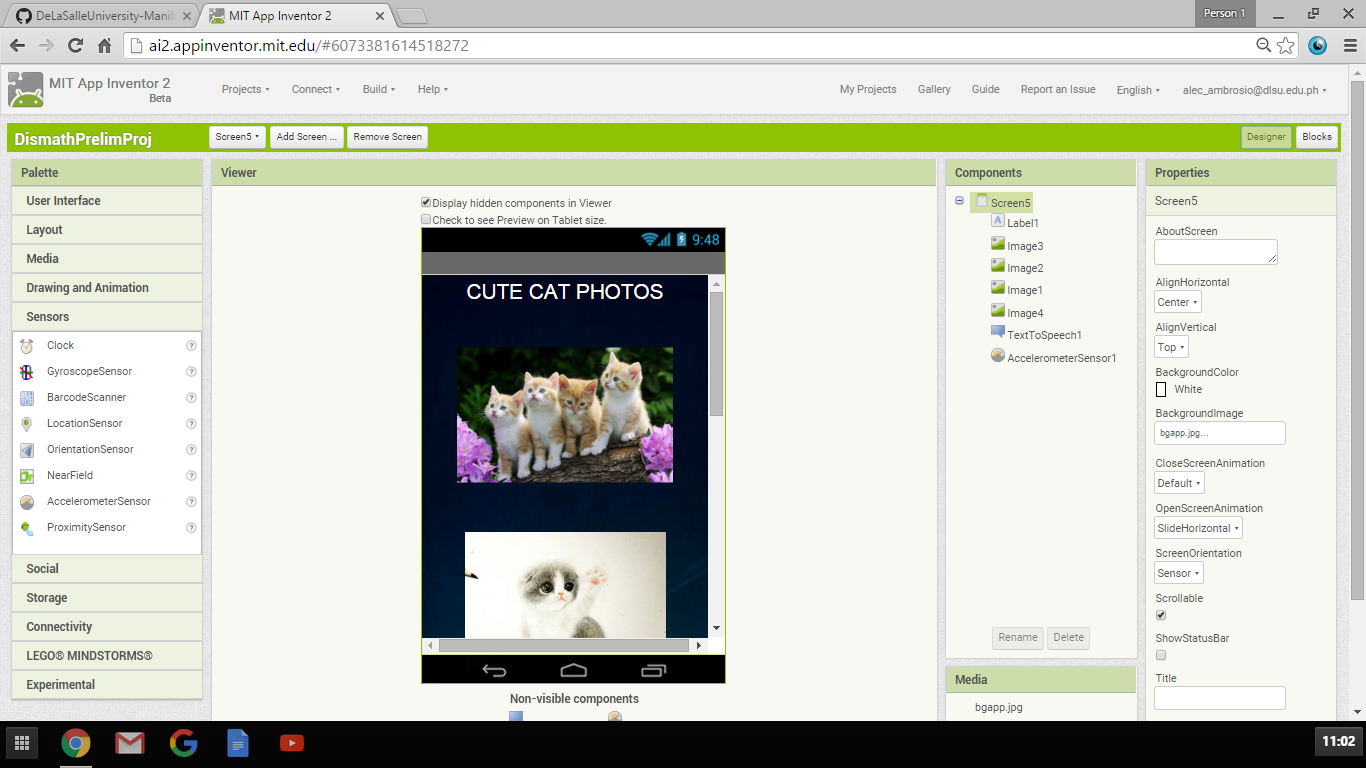 DeLaSalleUniversity-Manil
MIT App Inventor 2
Person 1
ai2.appinventor.mit.edu/#6073381614518272
MIT App Inventor 2
Beta
Projects
Connect
Build
Help
My Projects
Gallery
Guide
Report an Issue
English
alec_ambrosio@dlsu.edu.ph
DismathPrelimProj
Screen5
Add Screen ...
Remove Screen
Designer
Blocks
Palette
User Interface
Layout
Media
Drawing and Animation
Sensors
Clock
GyroscopeSensor
BarcodeScanner
LocationSensor
OrientationSensor
NearField
AccelerometerSensor
ProximitySensor
Social
Storage
Connectivity
LEGO® MINDSTORMS®
Experimental
Viewer
Display hidden components in Viewer
Check to see Preview on Tablet size.
9:48
CUTE CAT PHOTOS
Non-visible components
Components
Screen5
Label1
Image3
Image2
Image1
Image4
TextToSpeech1
AccelerometerSensor1
Rename
Delete
Media
bgapp.jpg
Properties
Screen5
AboutScreen
AlignHorizontal
Center
AlignVertical
Top
BackgroundColor
White
BackgroundImage
bgapp.jpg...
CloseScreenAnimation
Default
OpenScreenAnimation
SlideHorizontal
ScreenOrientation
Sensor
Scrollable
ShowStatusBar
Title
11:02